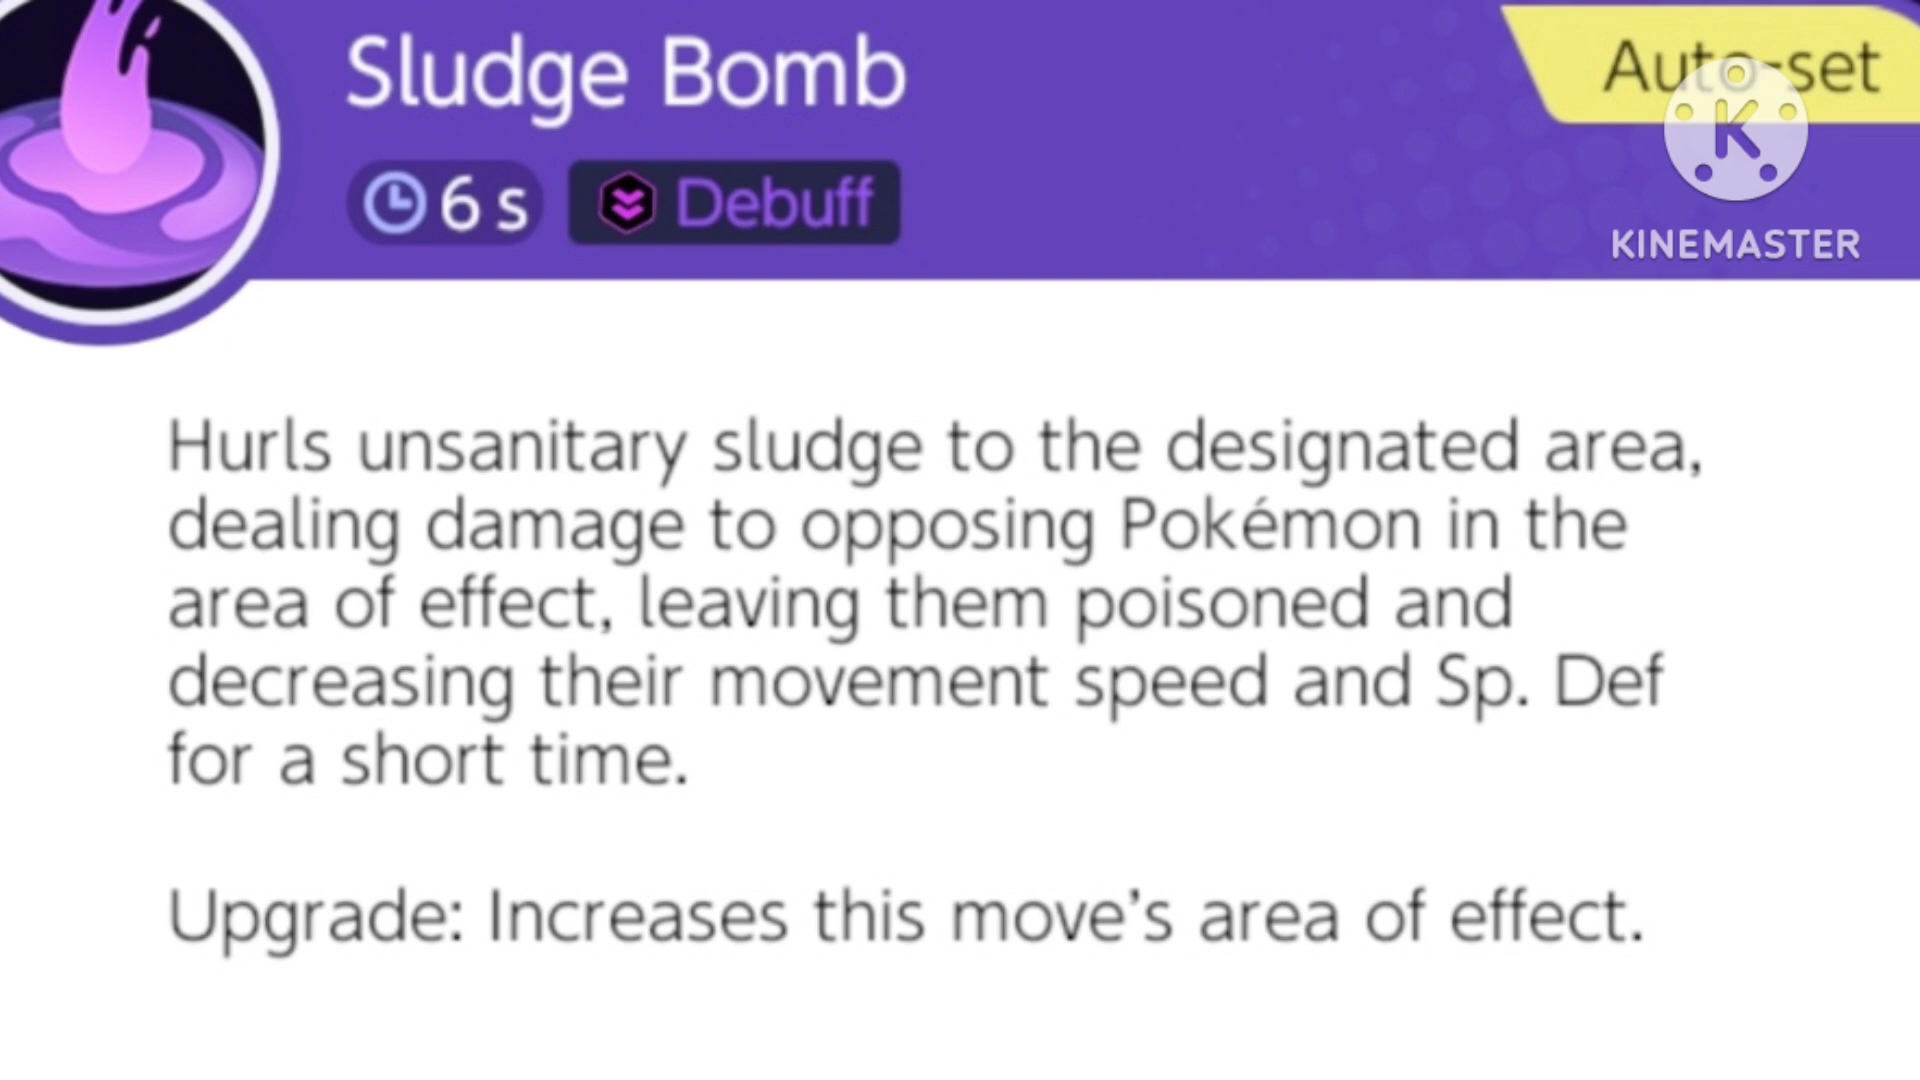 Sludge Bomb
Auto-set
6 s
Debuff
K
KINEMASTER
Hurls unsanitary sludge to the designated area,
dealing damage to opposing Pokémon in the
area of effect, leaving them poisoned and
decreasing their movement speed and Sp. Def
for a short time.
Upgrade: Increases this move’s area of effect.